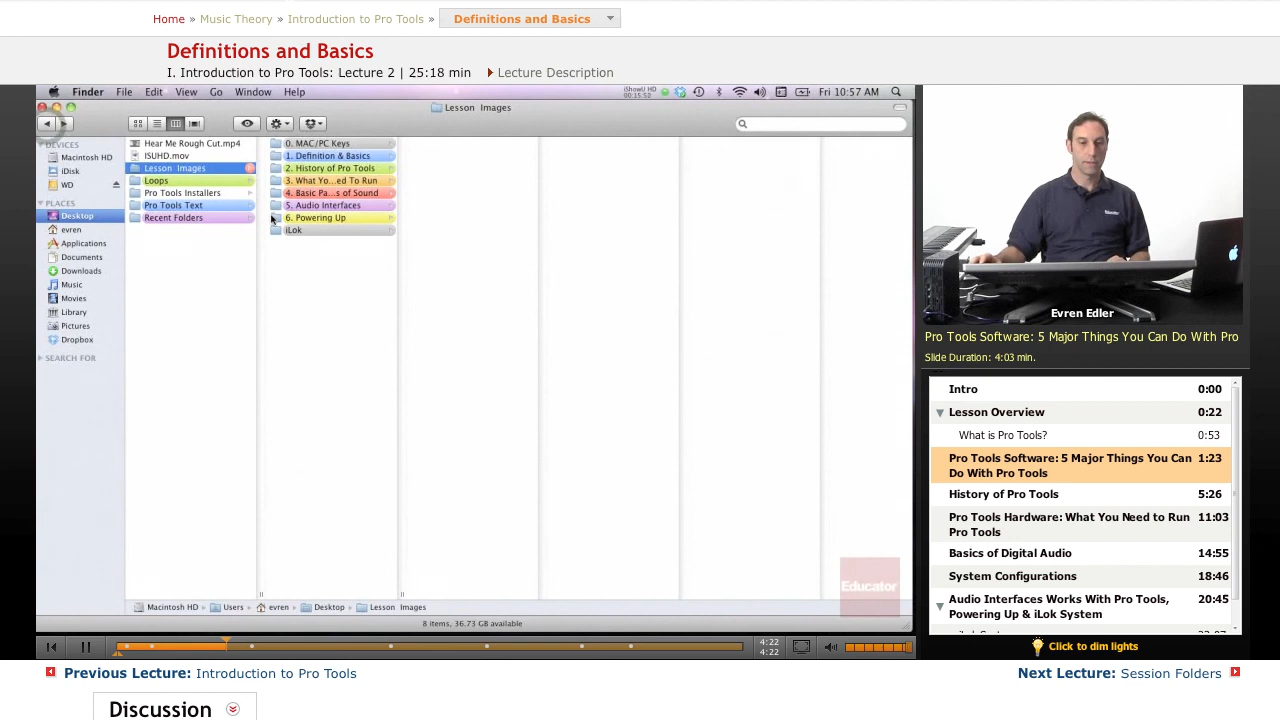 Home » Music Theory » Introduction to Pro Tools » Definitions and Basics
Definitions and Basics
I. Introduction to Pro Tools: Lecture 2 | 25:18 min Lecture Description
Finder File Edit View Go Window Help
iShowU HD
00:15:52
Fri 10:57 AM
Lesson Images
DEVICES
Macintosh HD
iDisk
WD
PLACES
Desktop
evren
Applications
Documents
Downloads
Music
Movies
Library
Pictures
Dropbox
SEARCH FOR
Hear Me Rough Cut.mp4
ISUHD.mov
Lesson Images
Loops
Pro Tools Installers
Pro Tools Text
Recent Folders
0. MAC/PC Keys
1. Definition & Basics
2. History of Pro Tools
3. What Yo...ed To Run
4. Basic Pa...s of Sound
5. Audio Interfaces
6. Powering Up
iLok
Educator
Macintosh HD Users evren Desktop Lesson Images
8 items, 36.73 GB available
4:22
4:22
Evren Edler
Pro Tools Software: 5 Major Things You Can Do With Pro
Slide Duration: 4:03 min.
Intro 0:00
Lesson Overview 0:22
What is Pro Tools? 0:53
Pro Tools Software: 5 Major Things You Can 1:23
Do With Pro Tools
History of Pro Tools 5:26
Pro Tools Hardware: What You Need to Run 11:03
Pro Tools
Basics of Digital Audio 14:55
System Configurations 18:46
Audio Interfaces Works With Pro Tools, 20:45
Powering Up & iLok System
Click to dim lights
Previous Lecture: Introduction to Pro Tools
Next Lecture: Session Folders
Discussion